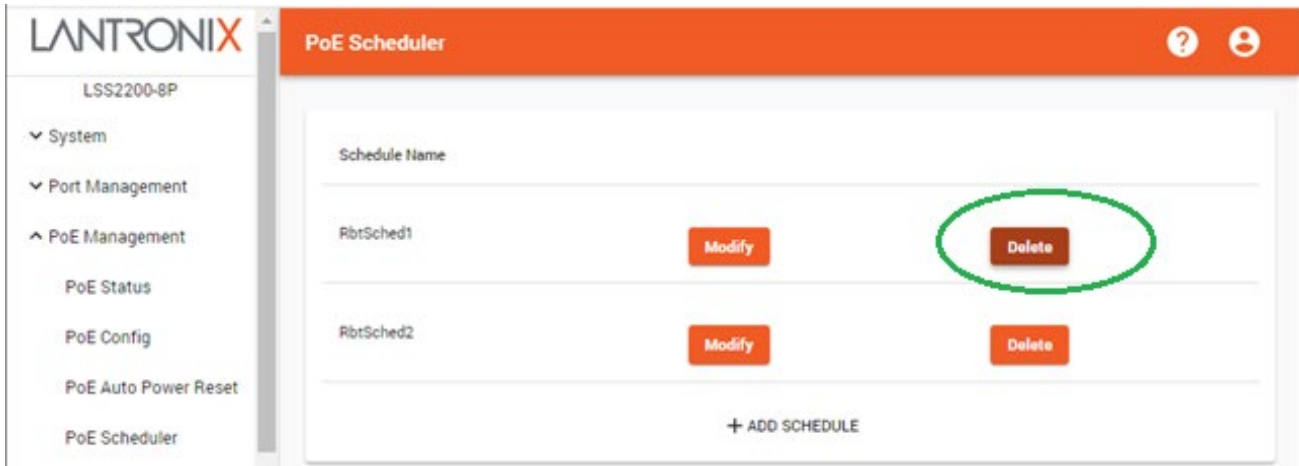 LANTRONIX
PoE Scheduler
?
LSS2200-8P
System
Port Management
PoE Management
PoE Status
PoE Config
PoE Auto Power Reset
PoE Scheduler
Schedule Name
RbtSched1
Modify
Delete
RbtSched2
Modify
Delete
+ ADD SCHEDULE